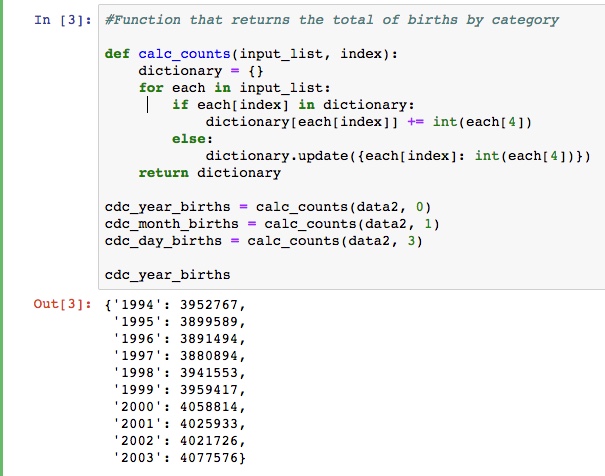 In [3]: #Function that returns the total of births by category
def calc_counts(input_list, index):
    dictionary = {}
    for each in input_list:
        if each[index] in dictionary:
            dictionary[each[index]] += int(each[4])
        else:
            dictionary.update({each[index]: int(each[4])})
    return dictionary
cdc_year_births = calc_counts(data2, 0)
cdc_month_births = calc_counts(data2, 1)
cdc_day_births = calc_counts(data2, 3)
cdc_year_births
Out[3]: {'1994': 3952767,
'1995': 3899589,
'1996': 3891494,
'1997': 3880894,
'1998': 3941553,
'1999': 3959417,
'2000': 4058814,
'2001': 4025933,
'2002': 4021726,
'2003': 4077576}